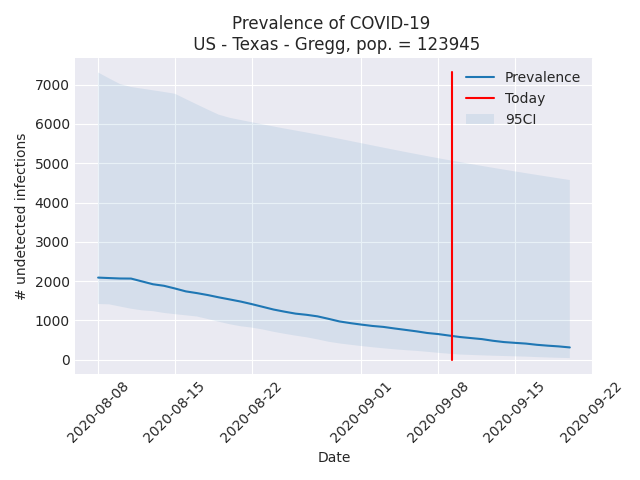 Prevalence of COVID-19
US - Texas - Gregg, pop. = 123945
Prevalence
Today
95CI
7000
6000
5000
4000
3000
2000
1000
0
# undetected infections
2020-08-08
2020-08-15
2020-08-22
2020-09-01
2020-09-08
2020-09-15
2020-09-22
Date